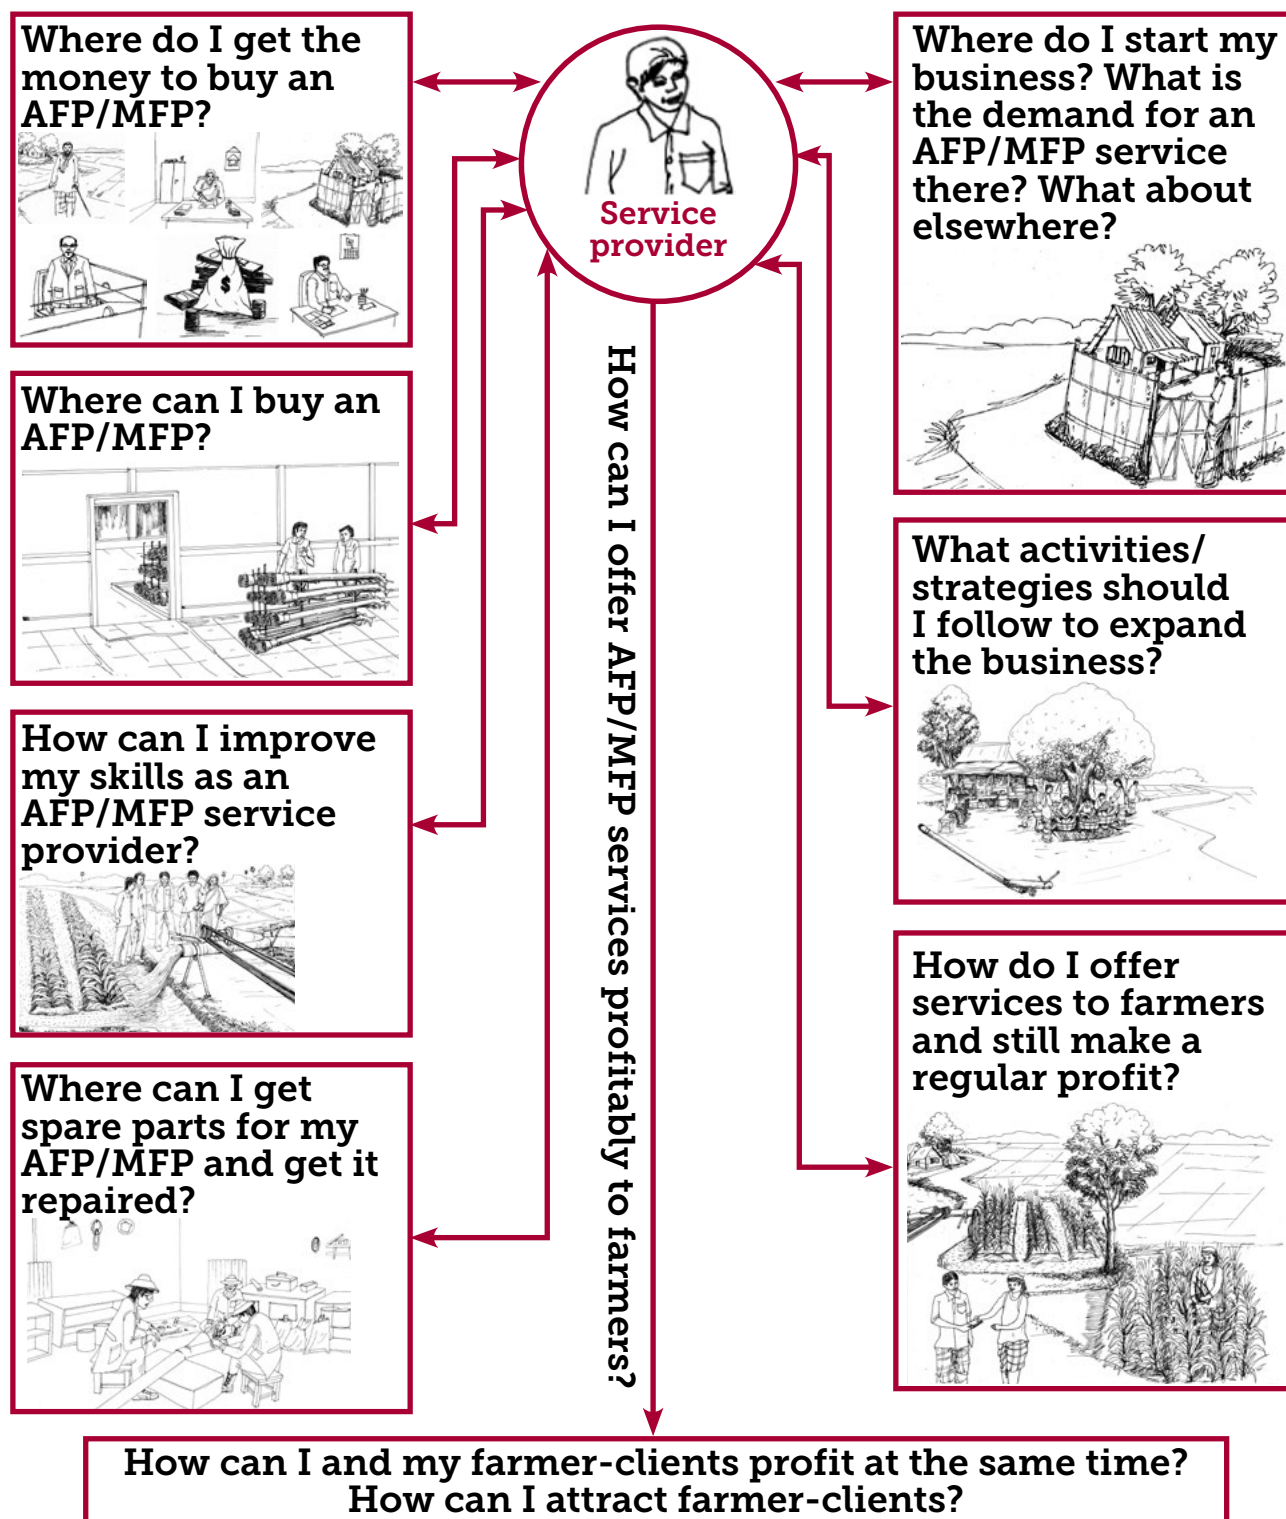 Where do I get the
money to buy an
AFP/MFP?
$
Where can I buy an
AFP/MFP?
How can I improve
my skills as an
AFP/MFP service
provider?
Where can I get
spare parts for my
AFP/MFP and get it
repaired?
Service
provider
How can I offer AFP/MFP services profitably to farmers?
Where do I start my
business? What is
the demand for an
AFP/MFP service
there? What about
elsewhere?
What activities/
strategies should
I follow to expand
the business?
How do I offer
services to farmers
and still make a
regular profit?
How can I and my farmer-clients profit at the same time?
How can I attract farmer-clients?